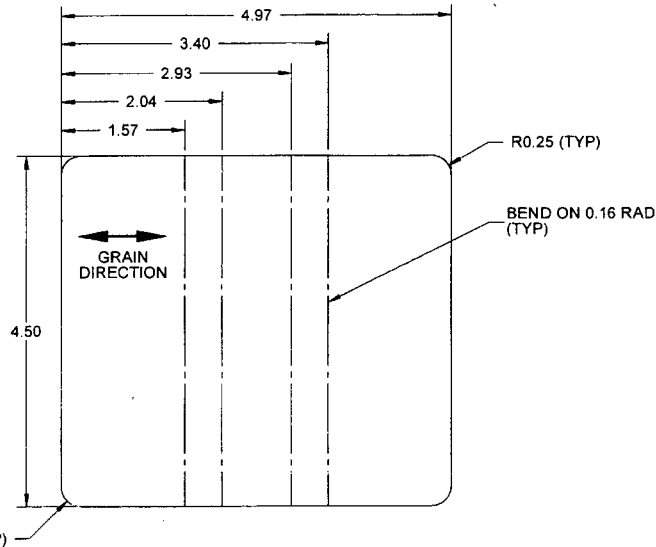 4.97
3.40
2.93
2.04
1.57
R0.25 (TYP)
BEND ON 0.16 RAD
(TYP)
GRAIN
DIRECTION
4.50